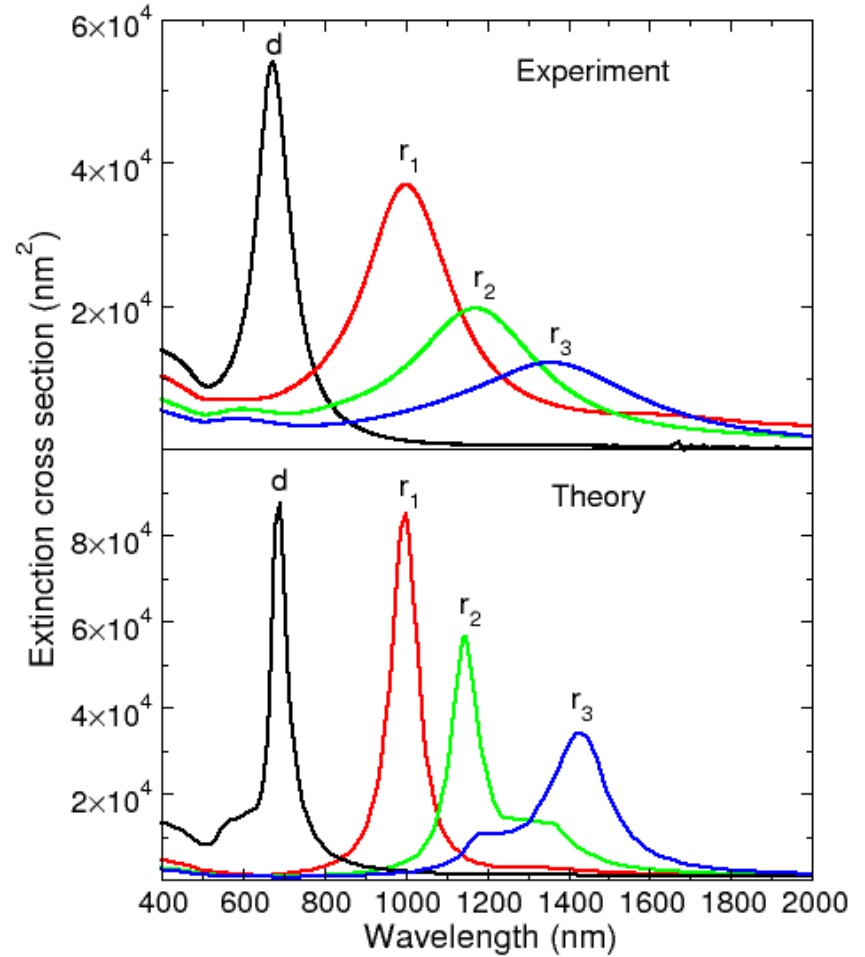 6×10⁴
d
Experiment
4×10⁴
r₁
r₂
2×10⁴
r₃
Extinction cross section (nm²)
d
r₁
Theory
8×10⁴
6×10⁴
r₂
4×10⁴
r₃
2×10⁴
400 600 800 1000 1200 1400 1600 1800 2000
Wavelength (nm)